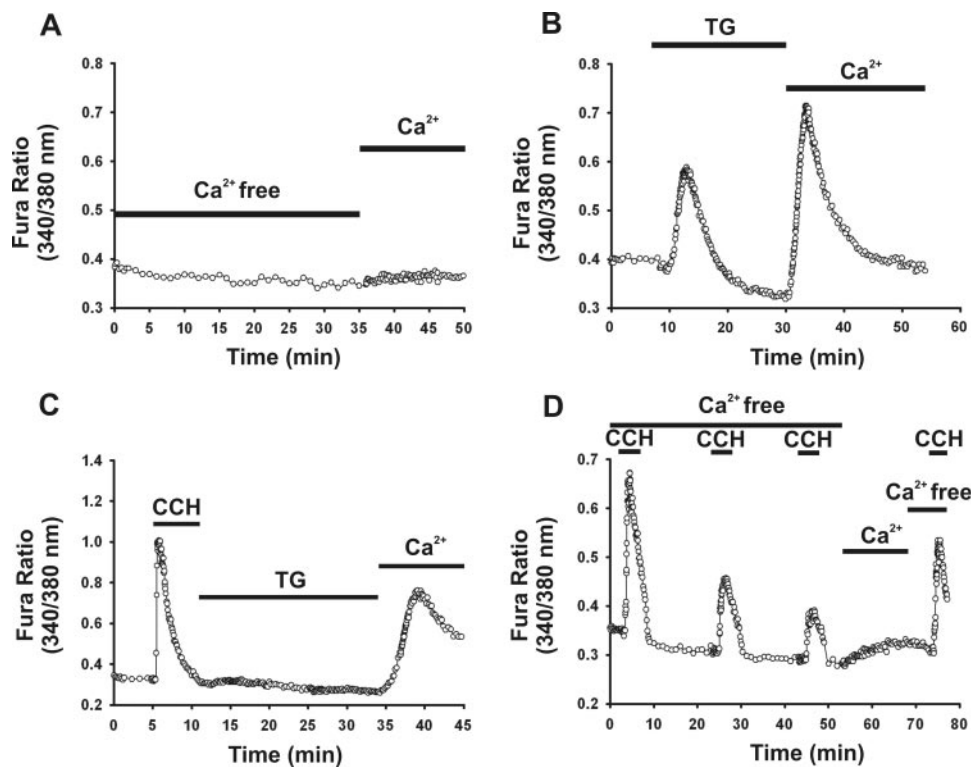 A
0.8
0.7
0.6
0.5
0.4
0.3
Fura Ratio
(340/380 nm)
Ca²⁺ free
Ca²⁺
0 5 10 15 20 25 30 35 40 45 50
Time (min)
B
TG
Ca²⁺
0.8
0.7
0.6
0.5
0.4
0.3
Fura Ratio
(340/380 nm)
0 10 20 30 40 50 60
Time (min)
C
1.4
1.2
1.0
0.8
0.6
0.4
0.2
Fura Ratio
(340/380 nm)
CCH
TG
Ca²⁺
0 5 10 15 20 25 30 35 40 45
Time (min)
D
Ca²⁺ free
CCH CCH CCH CCH
Ca²⁺ free
Ca²⁺
0.7
0.6
0.5
0.4
0.3
0.2
Fura Ratio
(340/380 nm)
0 10 20 30 40 50 60 70 80
Time (min)